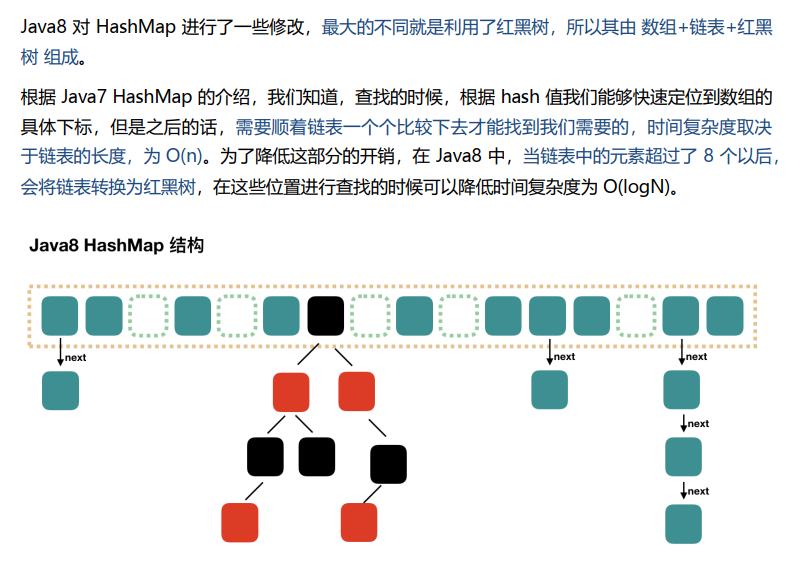 Java8 对 HashMap 进行了一些修改，最大的不同就是利用了红黑树，所以其由 数组+链表+红黑
树 组成。
根据 Java7 HashMap 的介绍，我们知道，查找的时候，根据 hash 值我们能够快速定位到数组的
具体下标，但是之后的话，需要顺着链表一个个比较下去才能找到我们需要的，时间复杂度取决
于链表的长度，为 O(n)。为了降低这部分的开销，在 Java8 中，当链表中的元素超过了 8 个以后，
会将链表转换为红黑树，在这些位置进行查找的时候可以降低时间复杂度为 O(logN)。
Java8 HashMap 结构
next
next
next
next
next